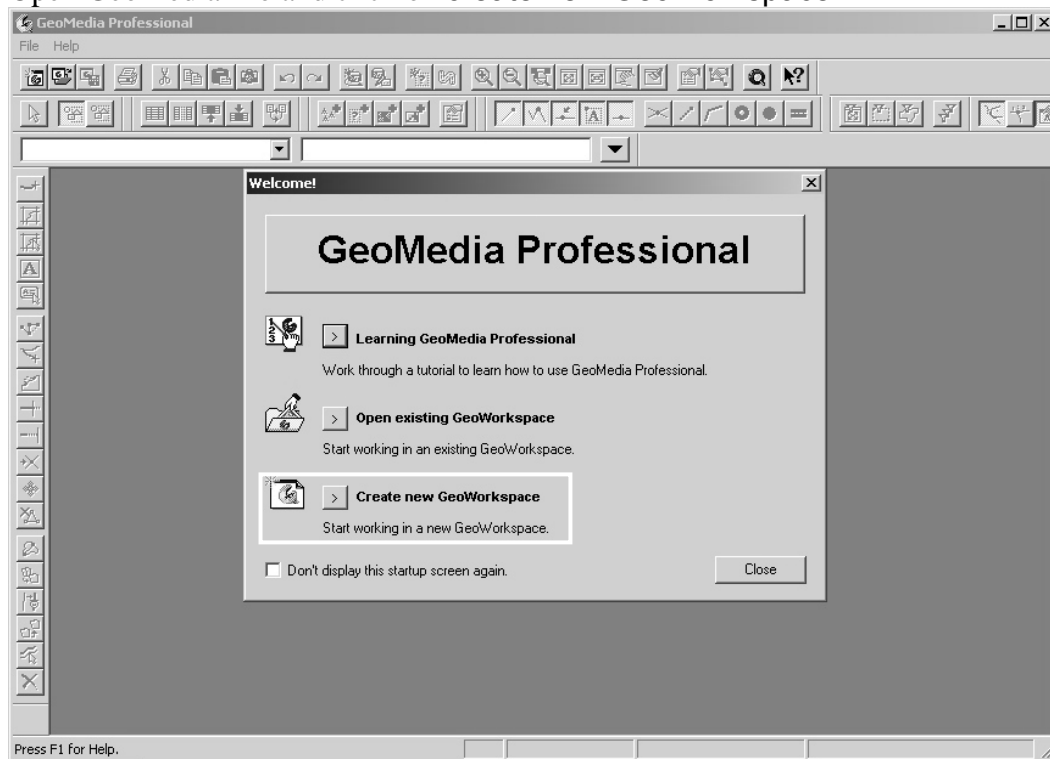 GeoMedia Professional
File Help
Welcome!
GeoMedia Professional
Learning GeoMedia Professional
Work through a tutorial to learn how to use GeoMedia Professional.
Open existing GeoWorkspace
Start working in an existing GeoWorkspace.
Create new GeoWorkspace
Start working in a new GeoWorkspace.
Don't display this startup screen again.
Close
Press F1 for Help.